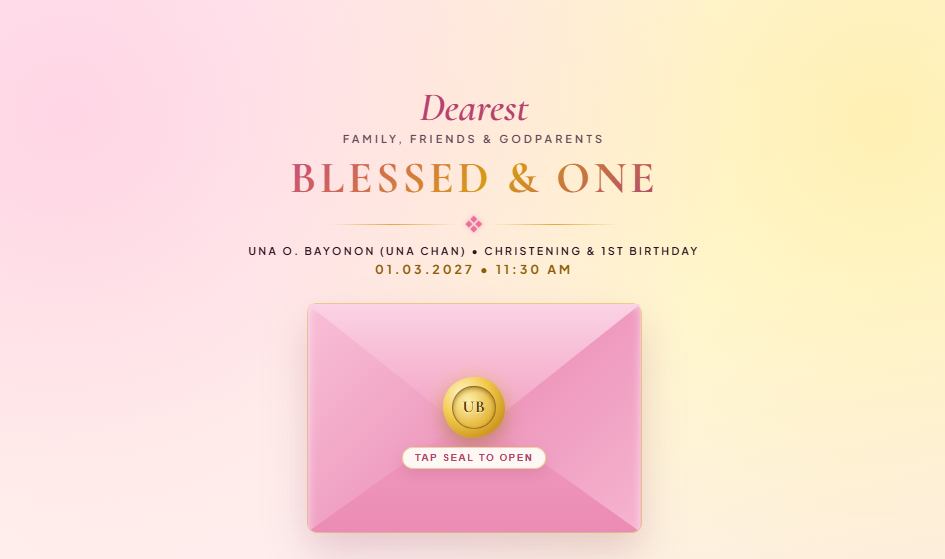 Dearest
FAMILY, FRIENDS & GODPARENTS
BLESSED & ONE
UNA O. BAYONON (UNA CHAN) • CHRISTENING & 1ST BIRTHDAY
01.03.2027 • 11:30 AM
UB
TAP SEAL TO OPEN